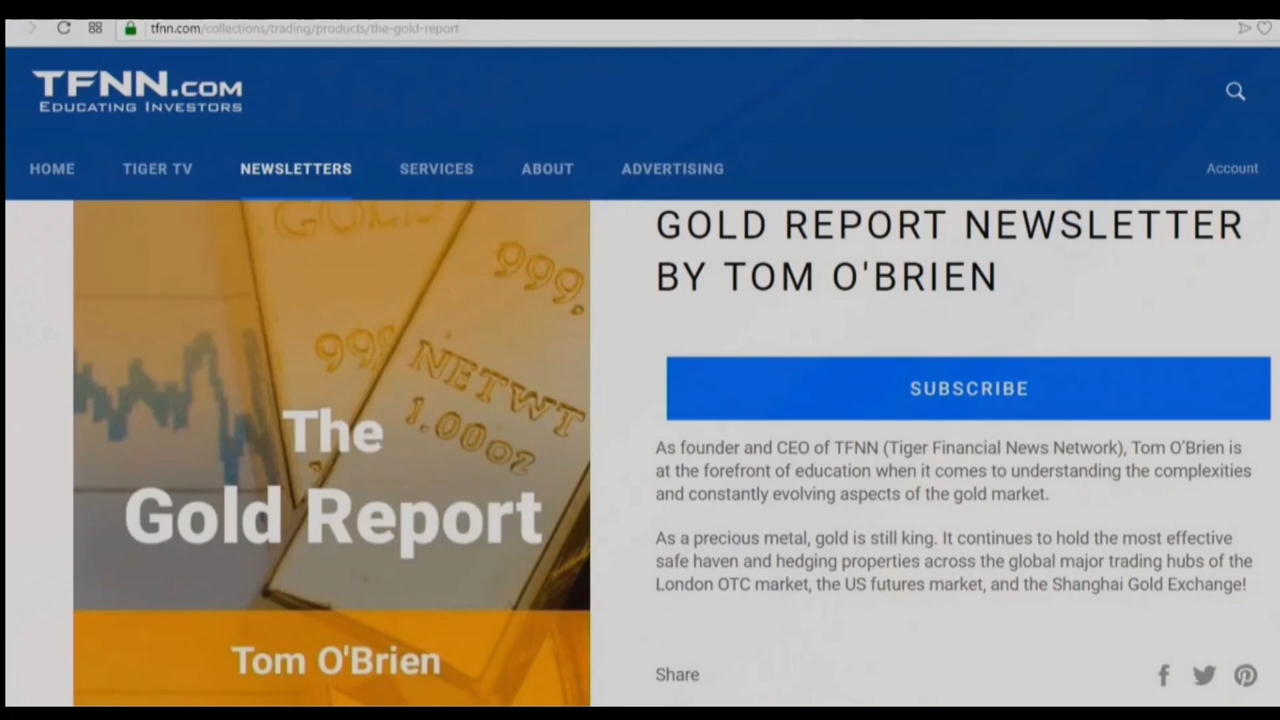 tfnn.com/collections/trading/products/the-gold-report
TFNN.COM
EDUCATING INVESTORS
HOME TIGER TV NEWSLETTERS SERVICES ABOUT ADVERTISING Account
GOLD
999.
999
NETWT
1.00oz
The
Gold Report
Tom O'Brien
GOLD REPORT NEWSLETTER
BY TOM O'BRIEN
SUBSCRIBE
As founder and CEO of TFNN (Tiger Financial News Network), Tom O'Brien is
at the forefront of education when it comes to understanding the complexities
and constantly evolving aspects of the gold market.
As a precious metal, gold is still king. It continues to hold the most effective
safe haven and hedging properties across the global major trading hubs of the
London OTC market, the US futures market, and the Shanghai Gold Exchange!
Share